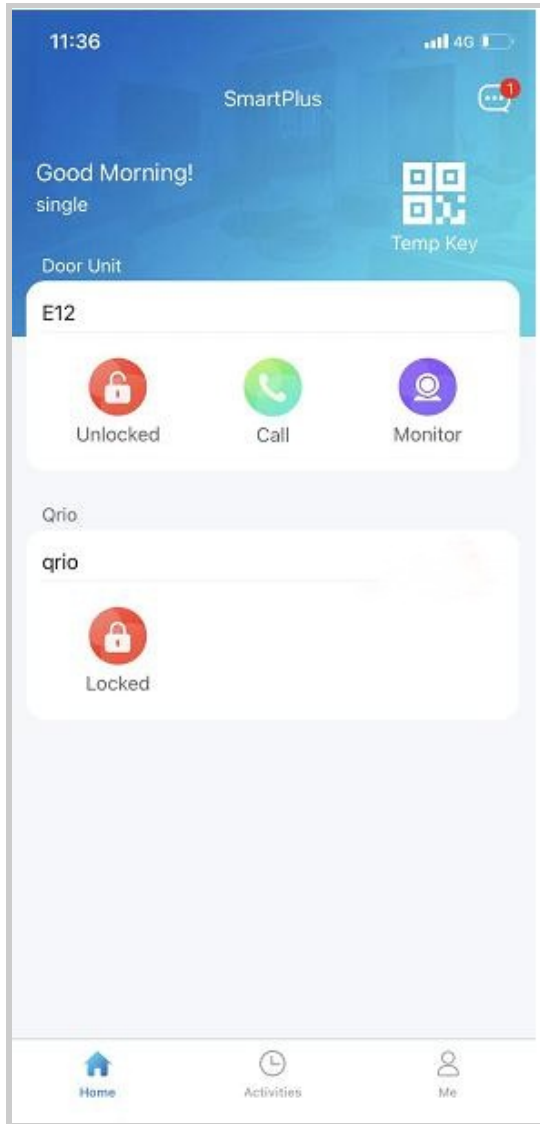 11:36
4G
SmartPlus
1
Good Morning!
single
Temp Key
Door Unit
E12
Unlocked
Call
Monitor
Qrio
qrio
Locked
Home
Activities
Me